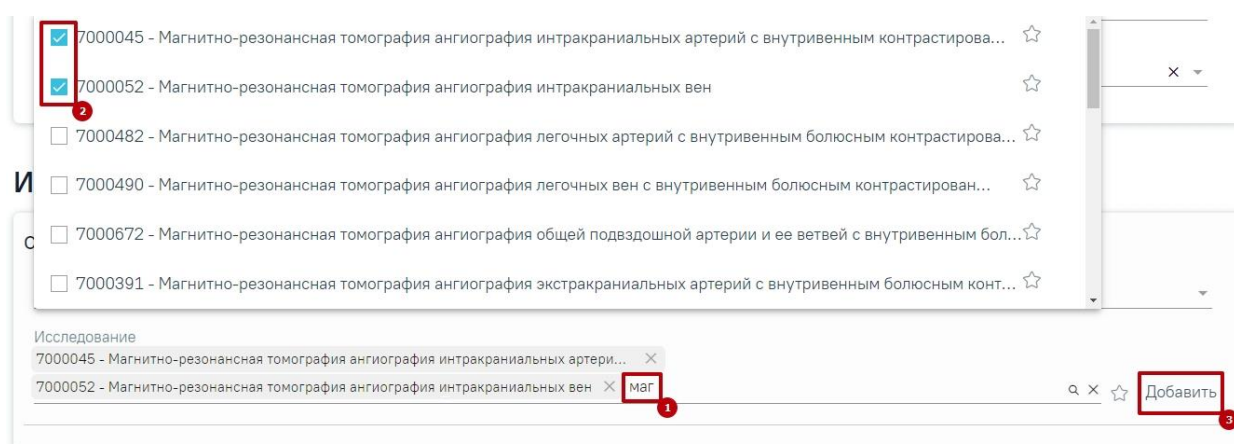 7000045 - Магнитно-резонансная томография ангиография интракраниальных артерий с внутривенным контрастирова...
7000052 - Магнитно-резонансная томография ангиография интракраниальных вен
2
7000482 - Магнитно-резонансная томография ангиография легочных артерий с внутривенным болюсным контрастирова...
И
7000490 - Магнитно-резонансная томография ангиография легочных вен с внутривенным болюсным контрастирован...
7000672 - Магнитно-резонансная томография ангиография общей подвздошной артерии и ее ветвей с внутривенным бол...
7000391 - Магнитно-резонансная томография ангиография экстракраниальных артерий с внутривенным болюсным конт...
Исследование
7000045 - Магнитно-резонансная томография ангиография интракраниальных артери...
7000052 - Магнитно-резонансная томография ангиография интракраниальных вен маг Добавить
1 3